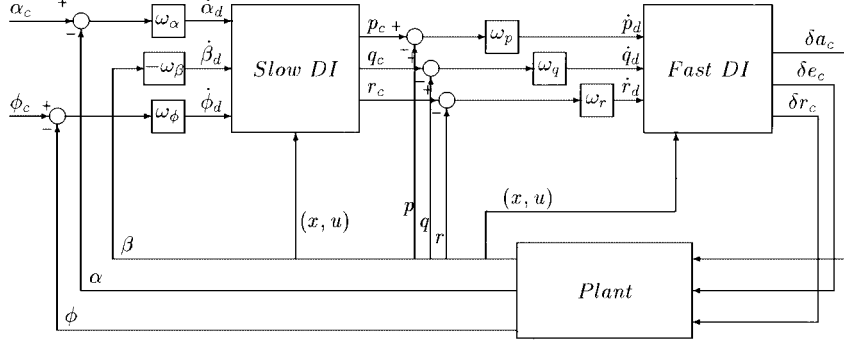 α_c + − ω_α α̇_d Slow DI p_c + − ω_p ṗ_d Fast DI δa_c
−ω_β β̇_d q_c − ω_q q̇_d δe_c
φ_c + − ω_φ φ̇_d r_c + − ω_r ṙ_d δr_c
(x, u) p q r (x, u)
β
α Plant
φ